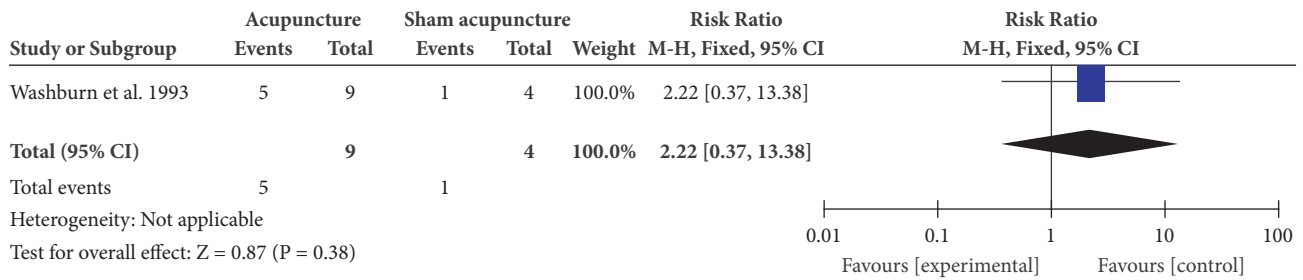 Acupuncture Sham acupuncture Risk Ratio Risk Ratio
Study or Subgroup Events Total Events Total Weight M-H, Fixed, 95% CI M-H, Fixed, 95% CI
Washburn et al. 1993 5 9 1 4 100.0% 2.22 [0.37, 13.38]
Total (95% CI) 9 4 100.0% 2.22 [0.37, 13.38]
Total events 5 1
Heterogeneity: Not applicable
Test for overall effect: Z = 0.87 (P = 0.38)
0.01 0.1 1 10 100
Favours [experimental] Favours [control]